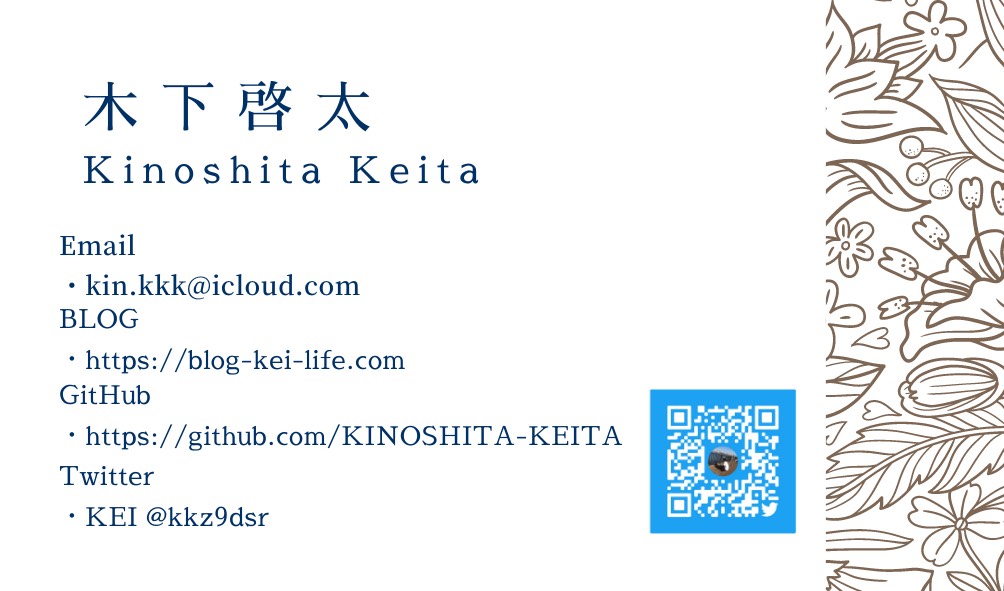 木下啓太
Kinoshita Keita
Email
・kin.kkk@icloud.com
BLOG
・https://blog-kei-life.com
GitHub
・https://github.com/KINOSHITA-KEITA
Twitter
・KEI @kkz9dsr